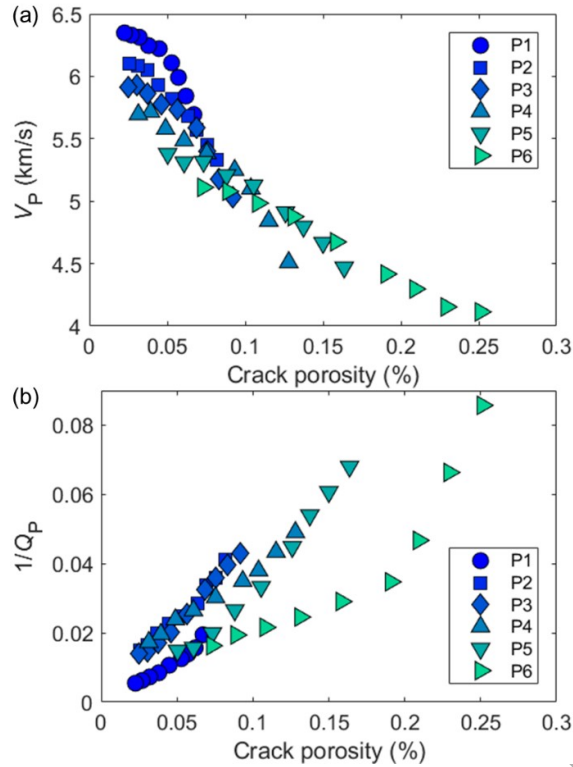 (a)
6.5
6
5.5
5
4.5
4
V_P (km/s)
P1
P2
P3
P4
P5
P6
0 0.05 0.1 0.15 0.2 0.25 0.3
Crack porosity (%)
(b)
0.08
0.06
0.04
0.02
0
1/Q_P
P1
P2
P3
P4
P5
P6
0 0.05 0.1 0.15 0.2 0.25 0.3
Crack porosity (%)